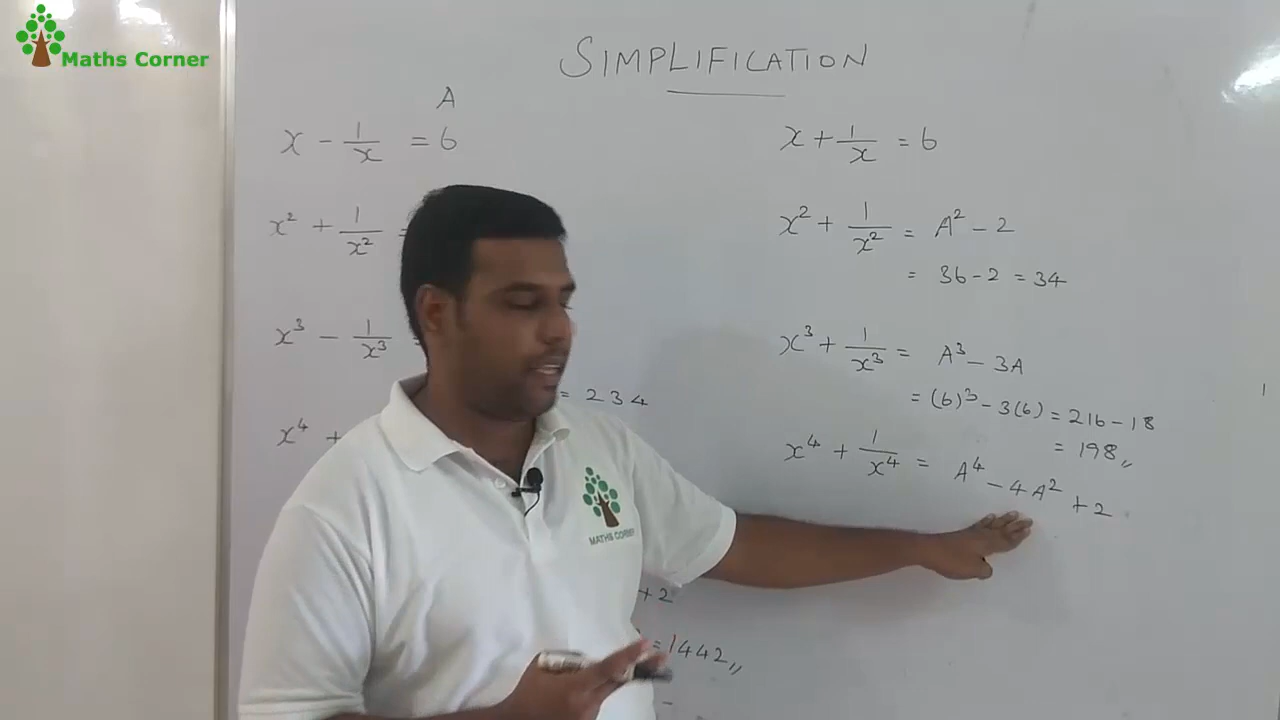 Maths Corner
SIMPLIFICATION
A
x - 1/x = 6
x² + 1/x² =
x³ - 1/x³
= 234
x⁴ +
+ 2
= 1442,,
x + 1/x = 6
x² + 1/x² = A² - 2
= 36 - 2 = 34
x³ + 1/x³ = A³ - 3A
= (6)³ - 3(6) = 216 - 18
= 198,,
x⁴ + 1/x⁴ = A⁴ - 4A² + 2
MATHS CORNER